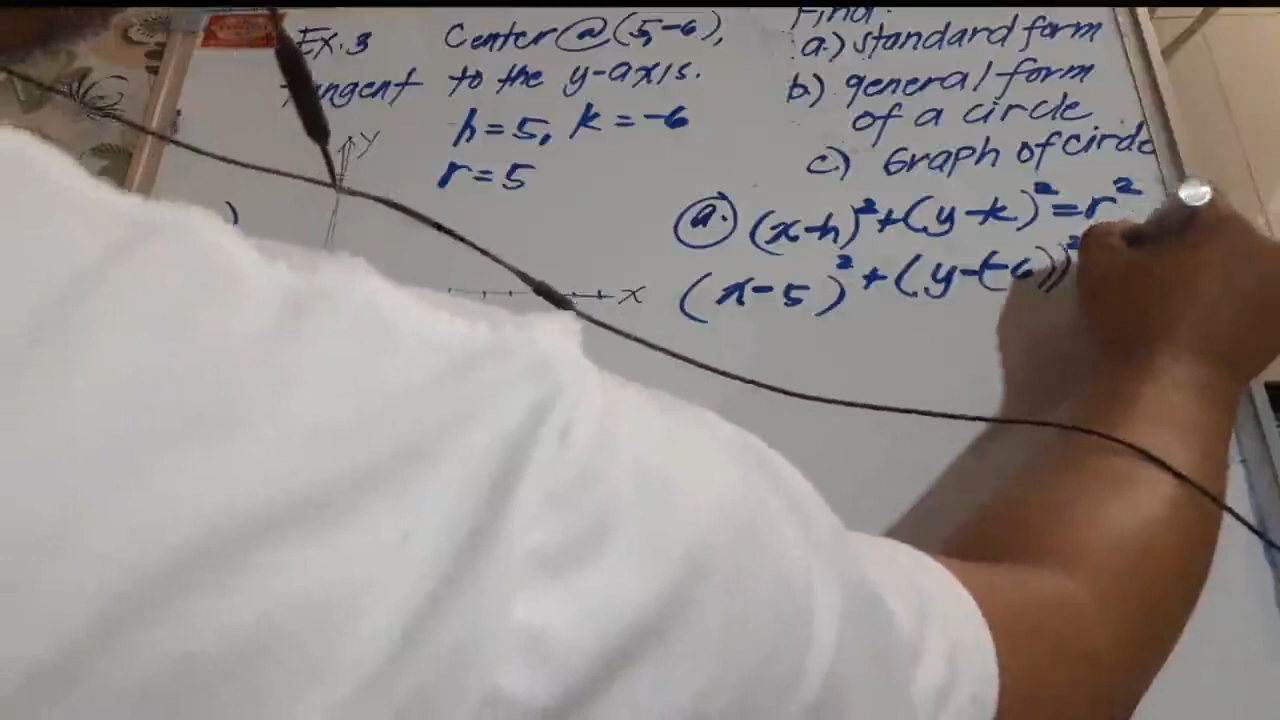 Ex.3 Center@(5,-6),
tangent to the y-axis.
h=5, k=-6
r=5
Find:
a.) standard form
b.) general form
of a circle
c.) Graph of circle
y
x
a. (x-h)²+(y-k)²=r²
(x-5)²+(y-(-6))²